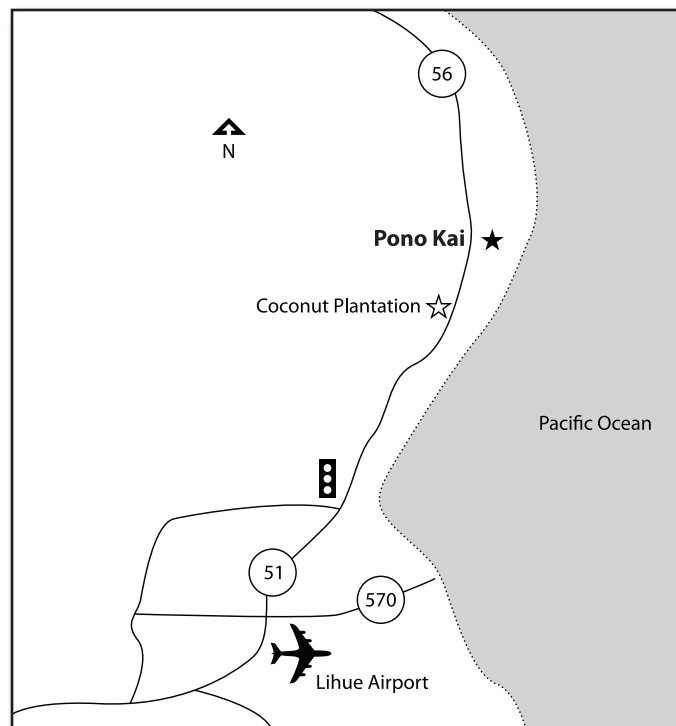 56
N
Pono Kai
Coconut Plantation
Pacific Ocean
51
570
Lihue Airport